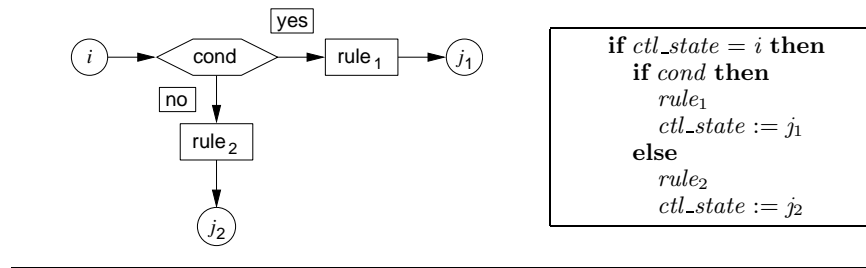 yes
i cond rule1 j1
no
rule2
j2
if ctl_state = i then
if cond then
rule1
ctl_state := j1
else
rule2
ctl_state := j2